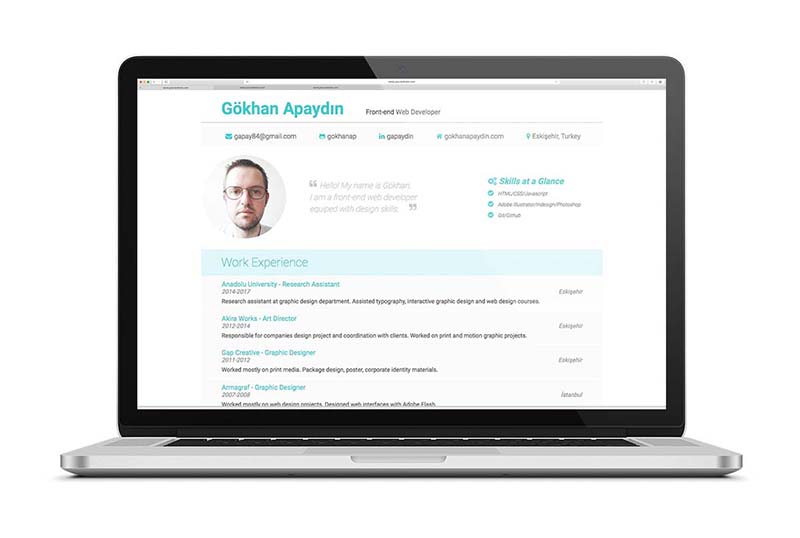 Gökhan Apaydın Front-end Web Developer
gapay84@gmail.com gokhanap gapaydin gokhanapaydin.com Eskişehir, Turkey
Hello! My name is Gökhan.
I am a front-end web developer
equiped with design skills.
Skills at a Glance
HTML/CSS/Javascript
Adobe Illustrator/Indesign/Photoshop
Git/Github
Work Experience
Anadolu University - Research Assistant
2014-2017 Eskişehir
Research assistant at graphic design department. Assisted typography, interactive graphic design and web design courses.
Akira Works - Art Director
2012-2014 Eskişehir
Responsible for companies design project and coordination with clients. Worked on print and motion graphic projects.
Gap Creative - Graphic Designer
2011-2012 Eskişehir
Worked mostly on print media. Package design, poster, corporate identity materials.
Armagraf - Graphic Designer
2007-2008 İstanbul
Worked mostly on web design projects. Designed web interfaces with Adobe Flash.